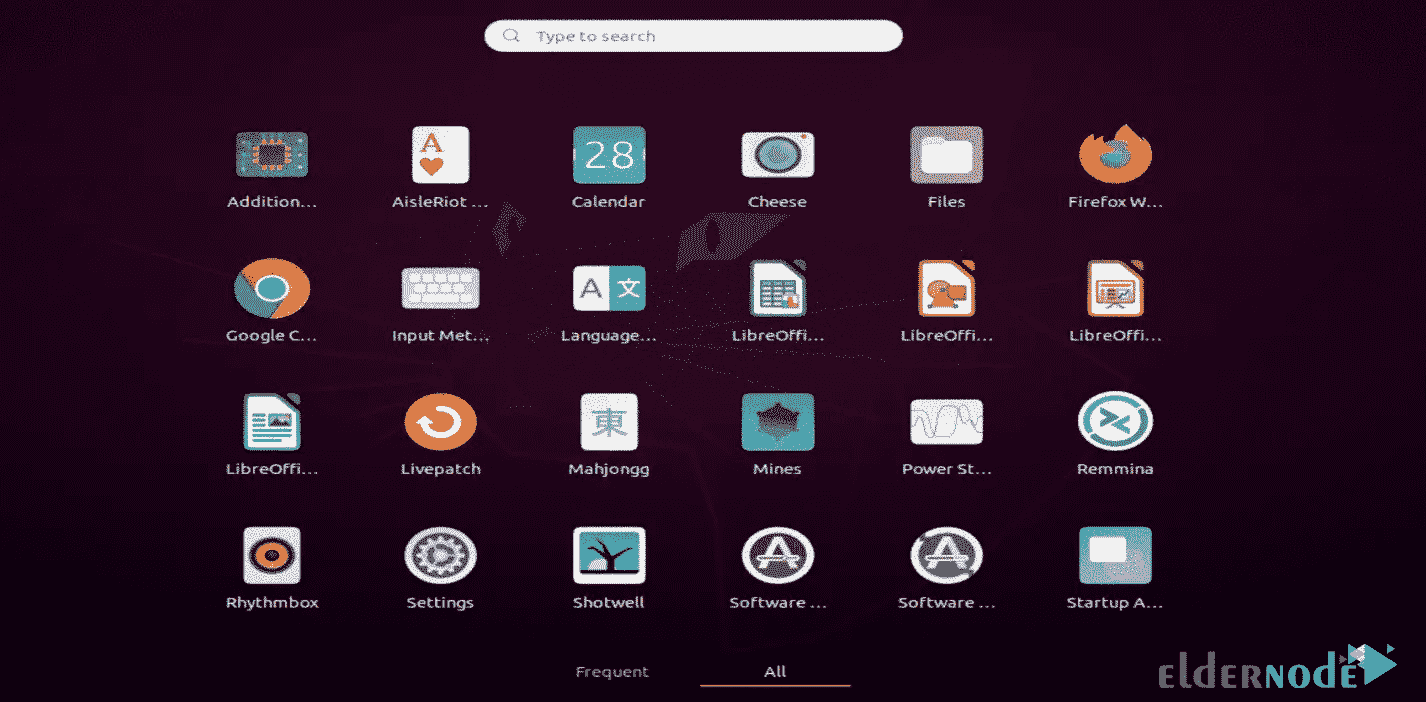 Type to search
Addition...
AisleRiot ...
28
Calendar
Cheese
Files
Firefox W...
Google C...
Input Met...
Language...
LibreOffi...
LibreOffi...
LibreOffi...
LibreOffi...
Livepatch
Mahjongg
Mines
Power St...
Remmina
Rhythmbox
Settings
Shotwell
Software ...
Software ...
Startup A...
A
A 文
東
Frequent
All
eldernode